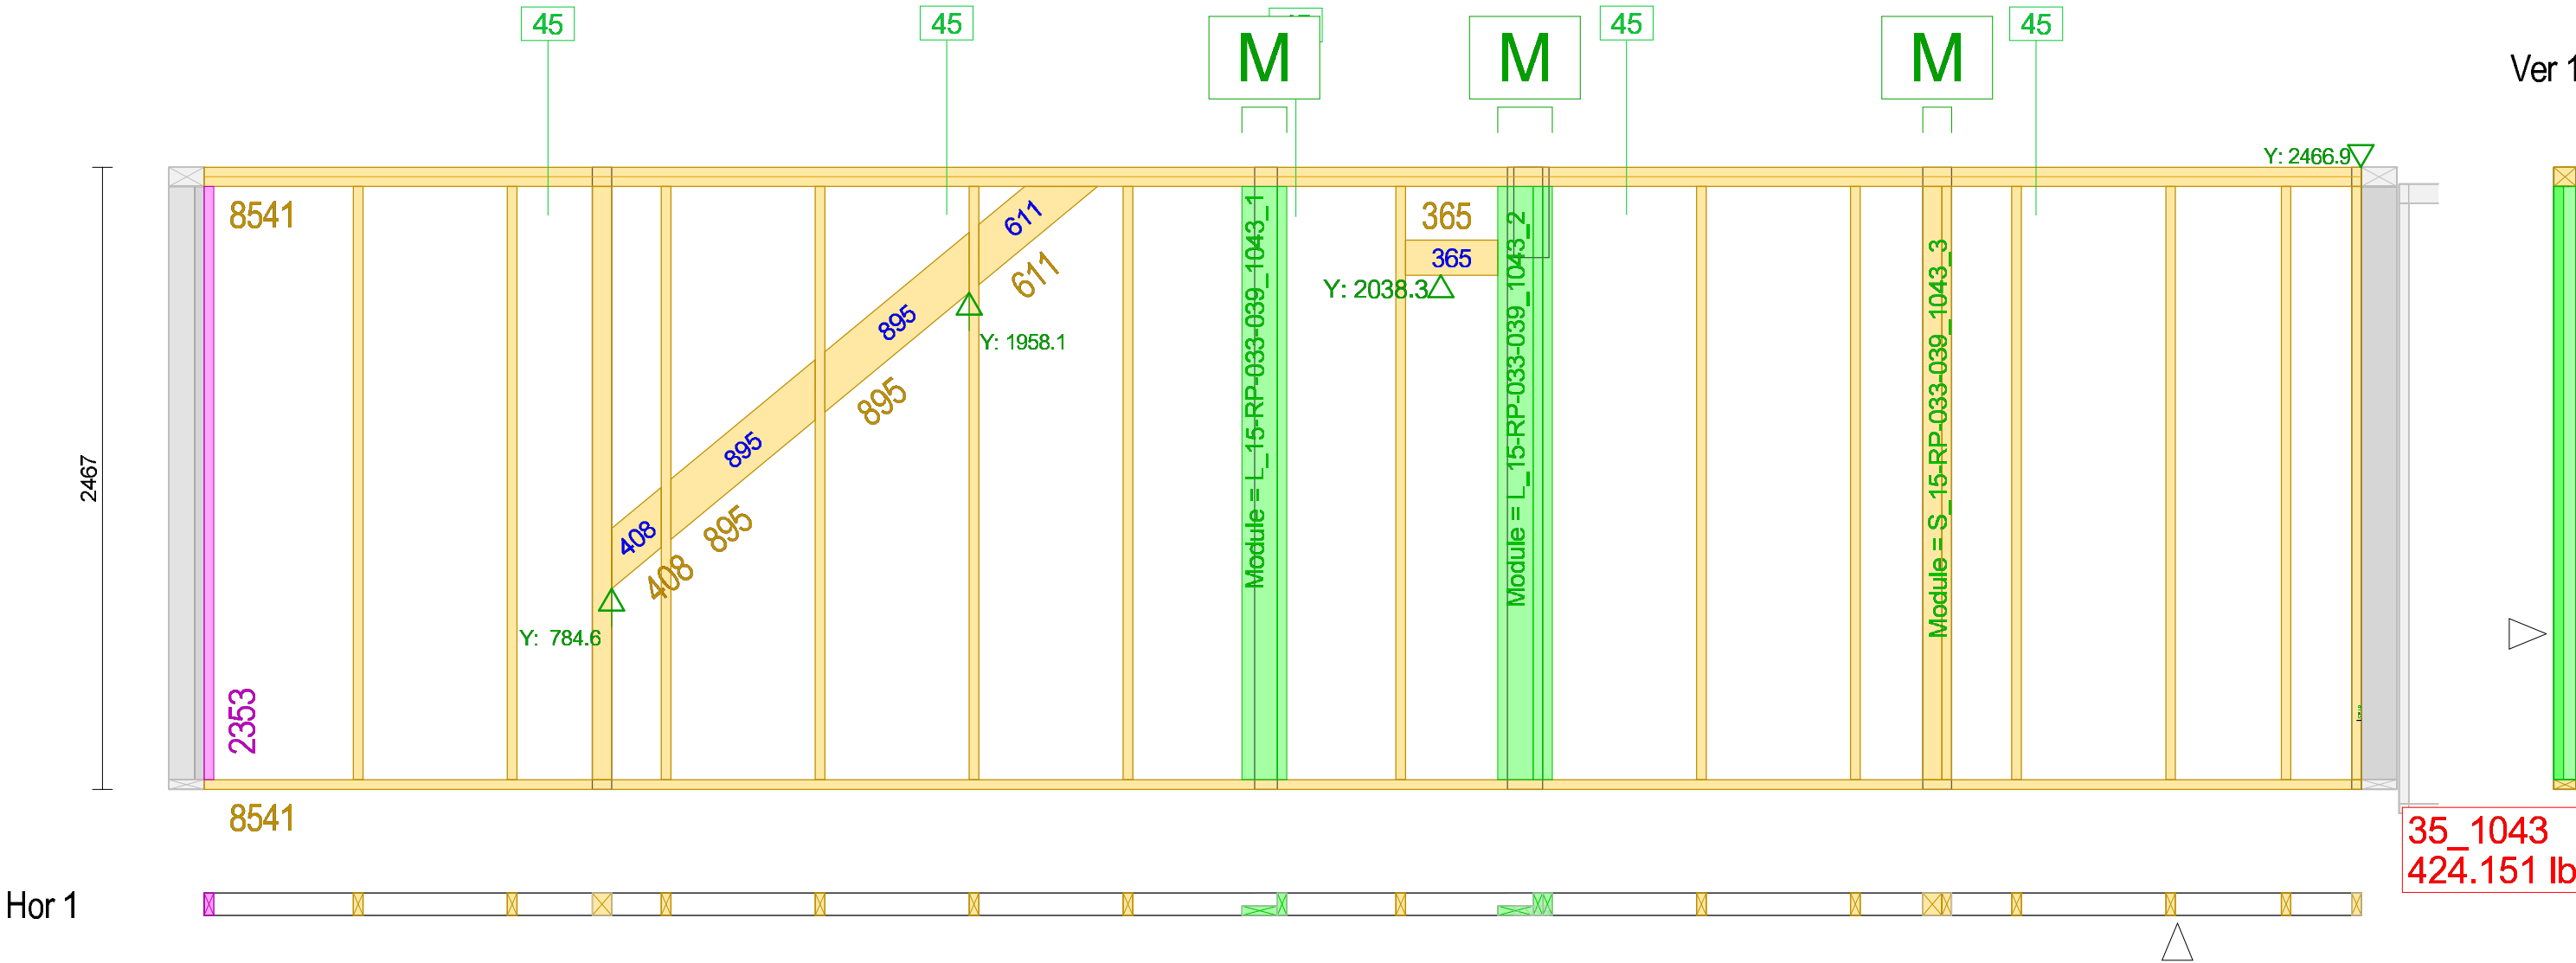 45
45
M
M
45
M
45
Ver 1
Y: 2466.9
8541
611
611
365
365
Y: 2038.3
895
Y: 1958.1
895
895
895
408
408
Y: 784.6
2467
2353
Module = L_15-RP-033-039_1043_1
Module = L_15-RP-033-039_1043_2
Module = S_15-RP-033-039_1043_3
8541
35_1043
424.151 lb
Hor 1